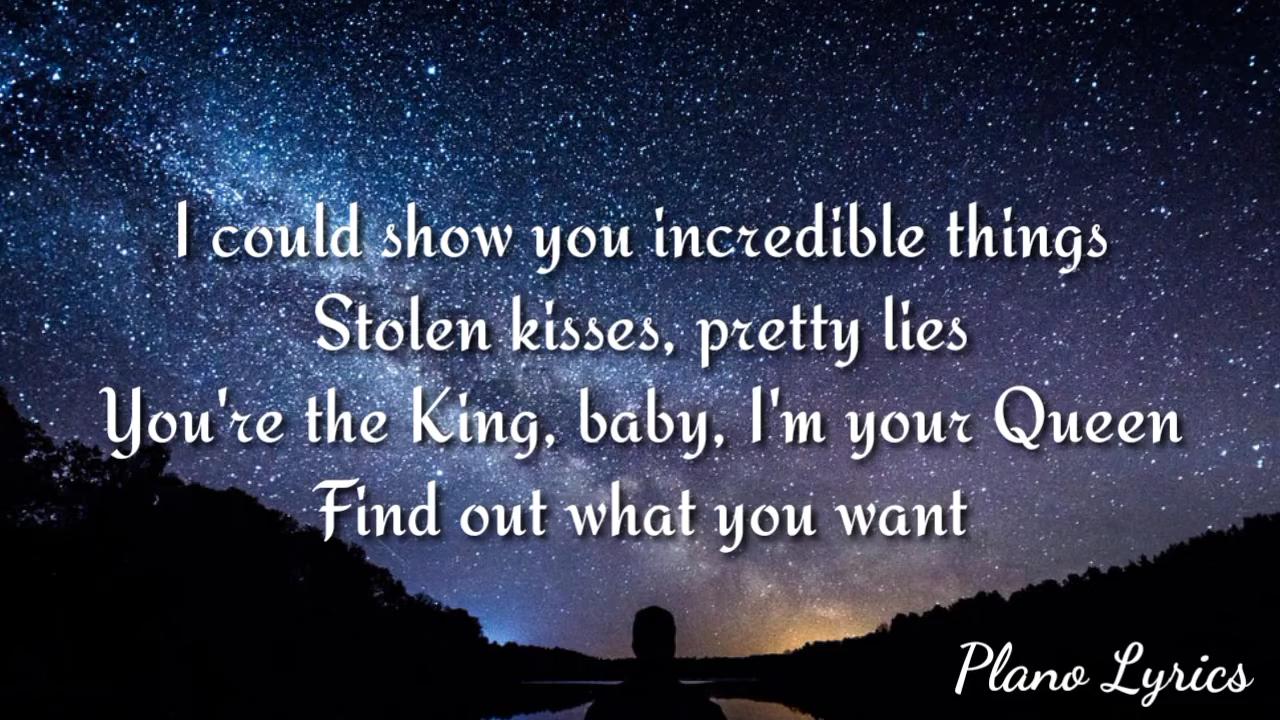 I could show you incredible things
Stolen kisses, pretty lies
You're the King, baby, I'm your Queen
Find out what you want
Plano Lyrics